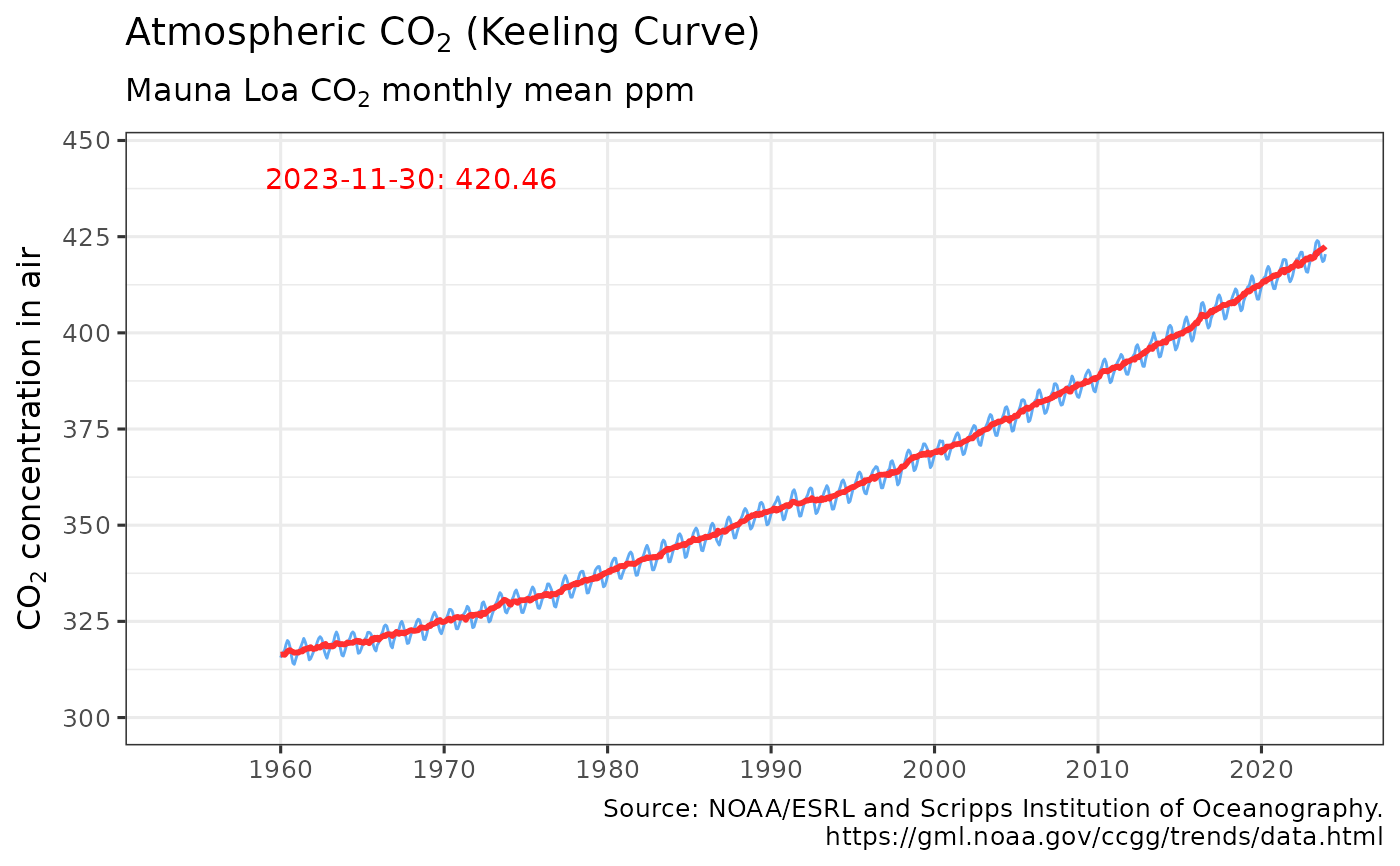 Atmospheric CO₂ (Keeling Curve)
Mauna Loa CO₂ monthly mean ppm
CO₂ concentration in air
450
425
400
375
350
325
300
2023-11-30: 420.46
1960 1970 1980 1990 2000 2010 2020
Source: NOAA/ESRL and Scripps Institution of Oceanography.
https://gml.noaa.gov/ccgg/trends/data.html